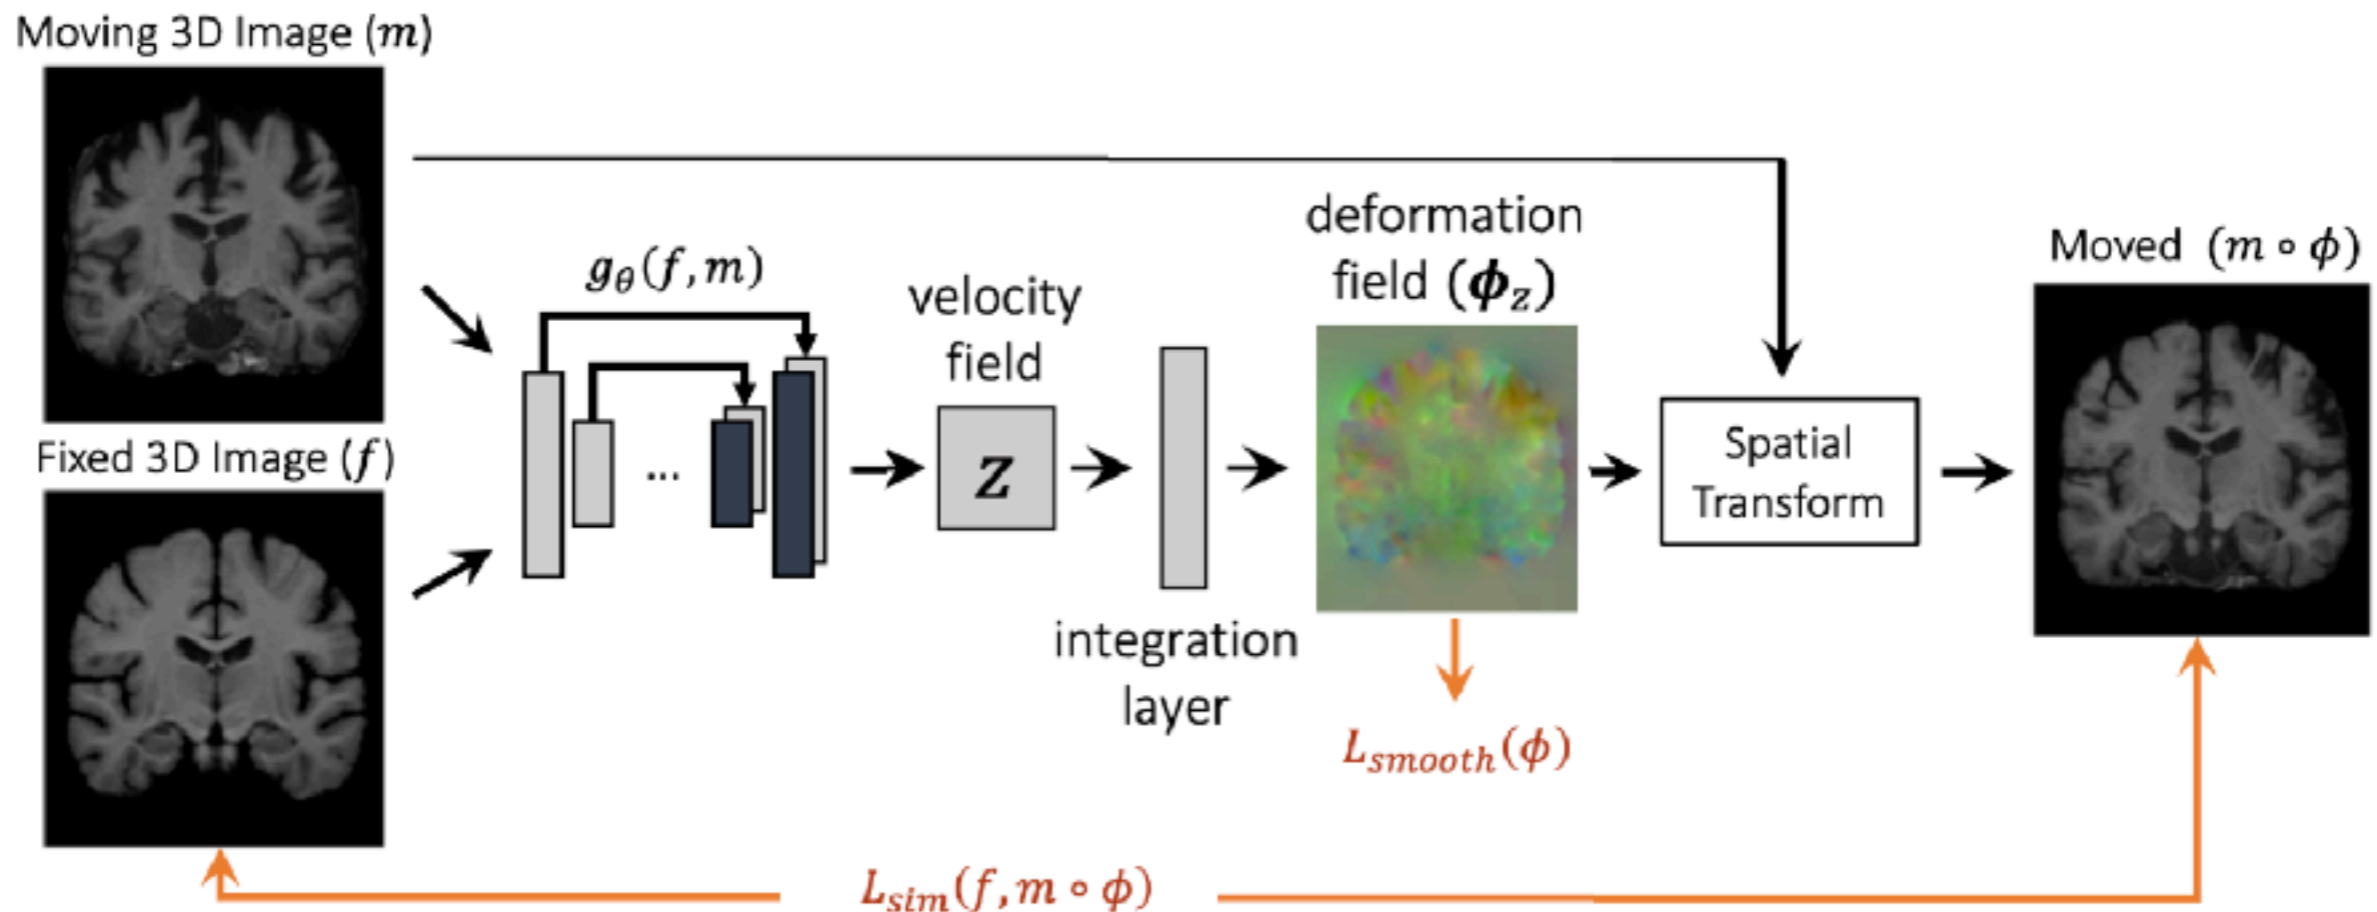 Moving 3D Image (m)
Fixed 3D Image (f)
g_θ(f, m)
...
velocity
field
z
integration
layer
deformation
field (ϕ_z)
L_smooth(ϕ)
Spatial
Transform
Moved (m ∘ ϕ)
L_sim(f, m ∘ ϕ)